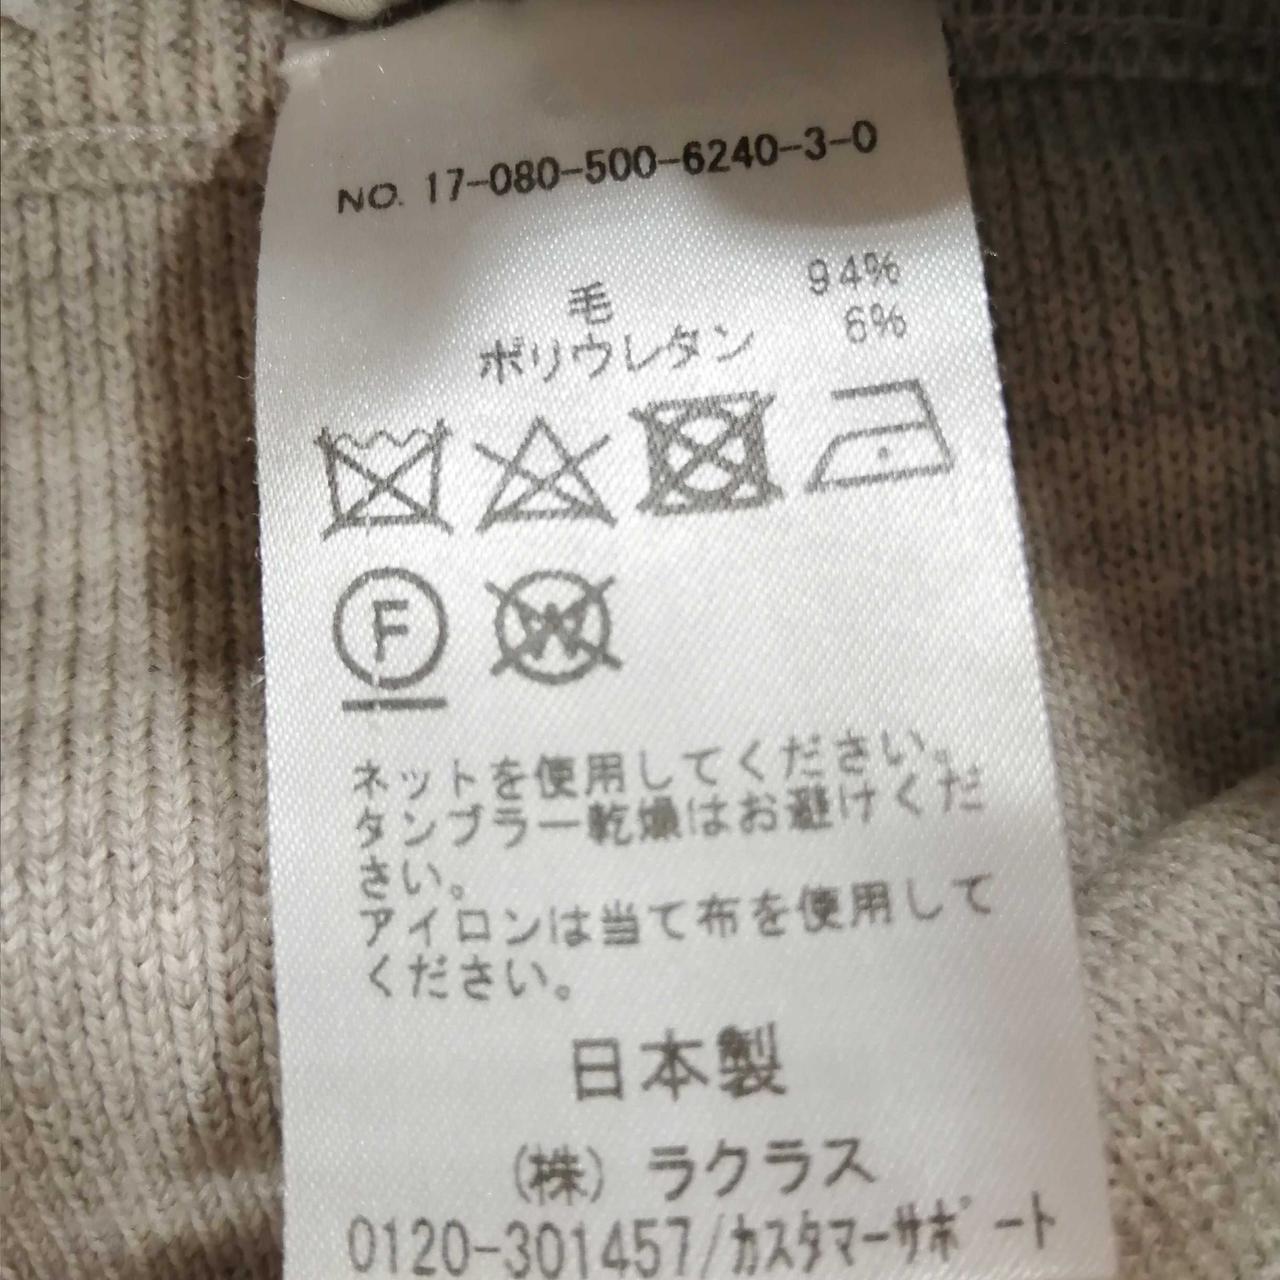 NO. 17-080-500-6240-3-0
毛 94%
ポリウレタン 6%
F
W
ネットを使用してください。
タンブラー乾燥はお避けくだ
さい。
アイロンは当て布を使用して
ください。
日本製
(株) ラクラス
0120-301457/カスタマーサポート